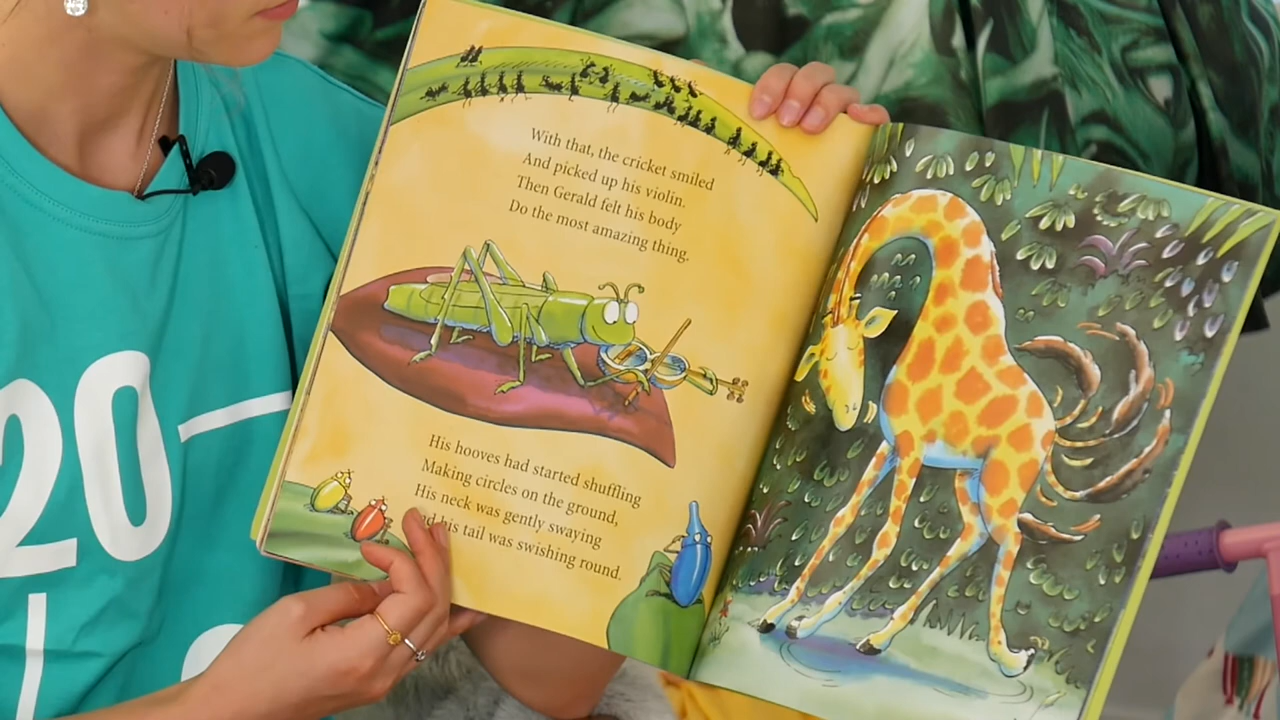 With that, the cricket smiled
And picked up his violin.
Then Gerald felt his body
Do the most amazing thing.
His hooves had started shuffling
Making circles on the ground,
His neck was gently swaying
his tail was swishing round.
20